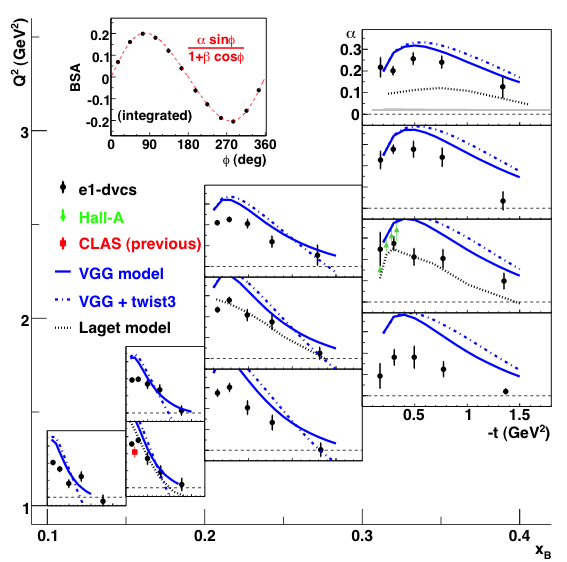 Q² (GeV²)
3
2
1
0.1
0.2
0.3
0.4
x_B
BSA
0.2
0.1
0
-0.1
-0.2
α sinϕ
1+β cosϕ
(integrated)
0
90
180
270
360
ϕ (deg)
e1-dvcs
Hall-A
CLAS (previous)
VGG model
VGG + twist3
Laget model
α
0.3
0.2
0.1
0
0.5
1
1.5
-t (GeV²)